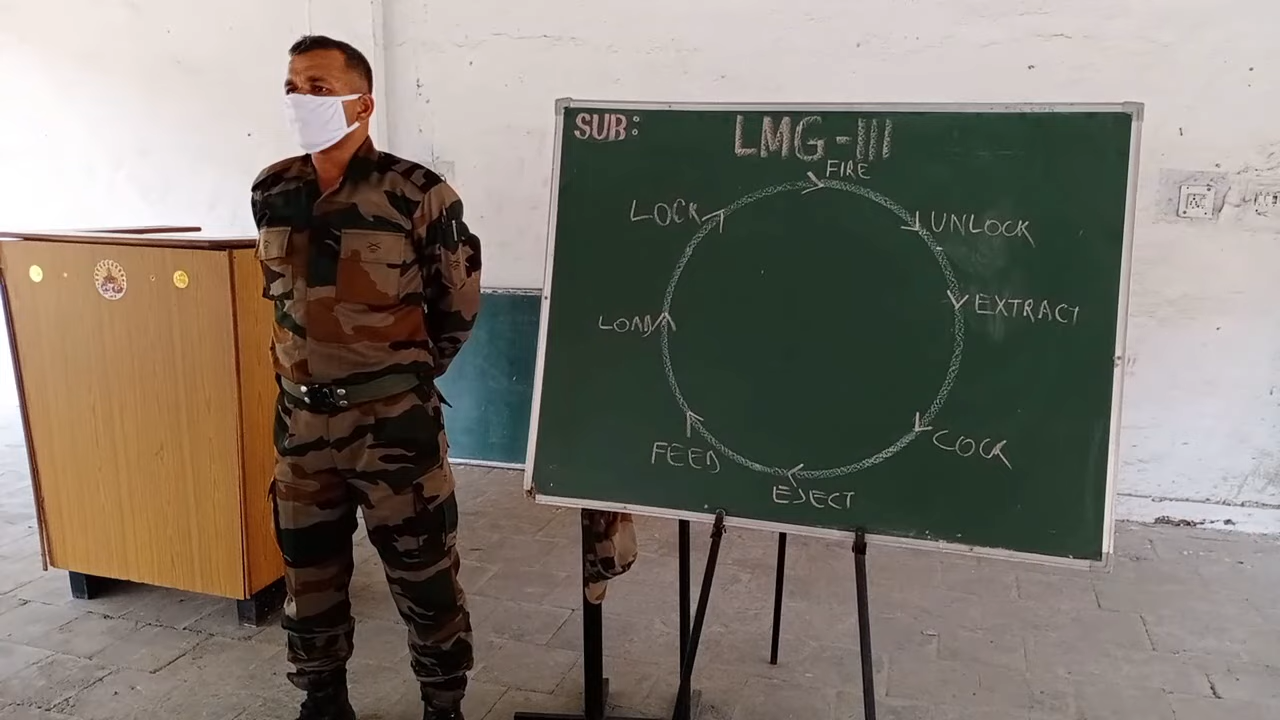 SUB:
LMG-III
FIRE
UNLOCK
EXTRACT
COCK
EJECT
FEED
LOAD
LOCK